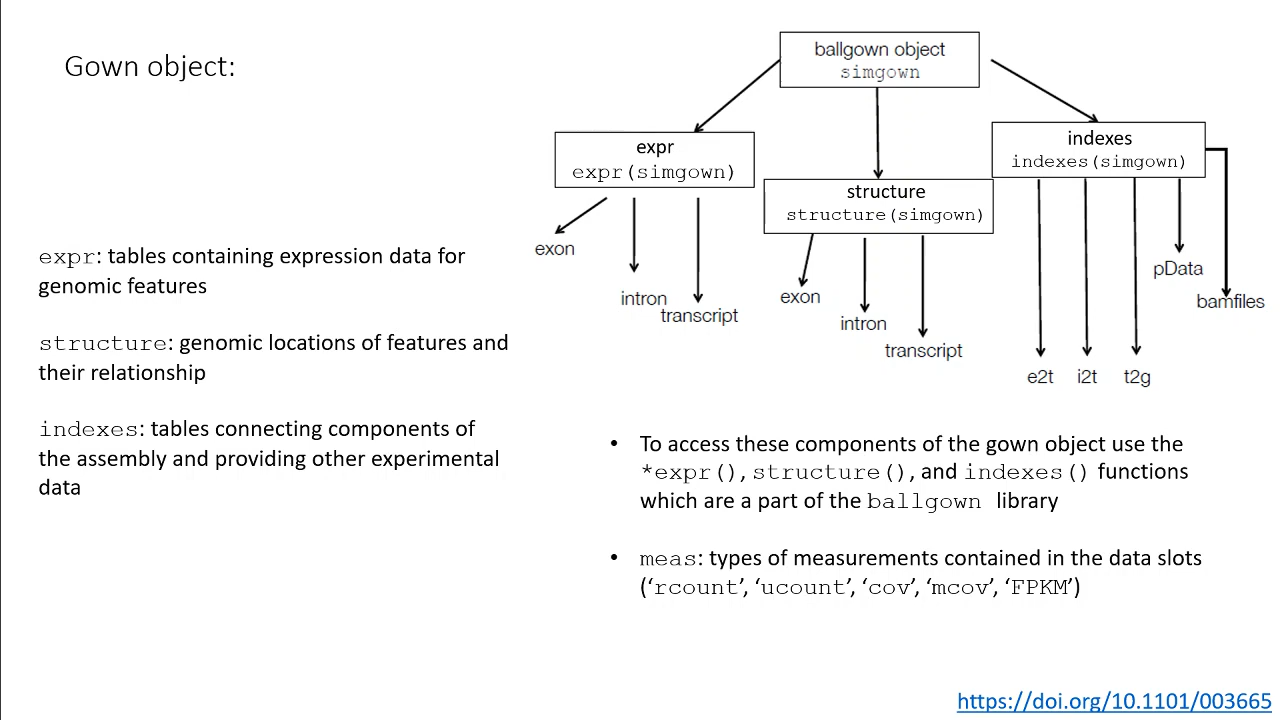 Gown object:
ballgown object
simgown
expr
expr(simgown)
structure
structure(simgown)
indexes
indexes(simgown)
exon
intron
transcript
exon
intron
transcript
e2t
i2t
t2g
pData
bamfiles
expr: tables containing expression data for
genomic features
structure: genomic locations of features and
their relationship
indexes: tables connecting components of
the assembly and providing other experimental
data
• To access these components of the gown object use the
*expr(), structure(), and indexes() functions
which are a part of the ballgown library
• meas: types of measurements contained in the data slots
(‘rcount’, ‘ucount’, ‘cov’, ‘mcov’, ‘FPKM’)
https://doi.org/10.1101/003665